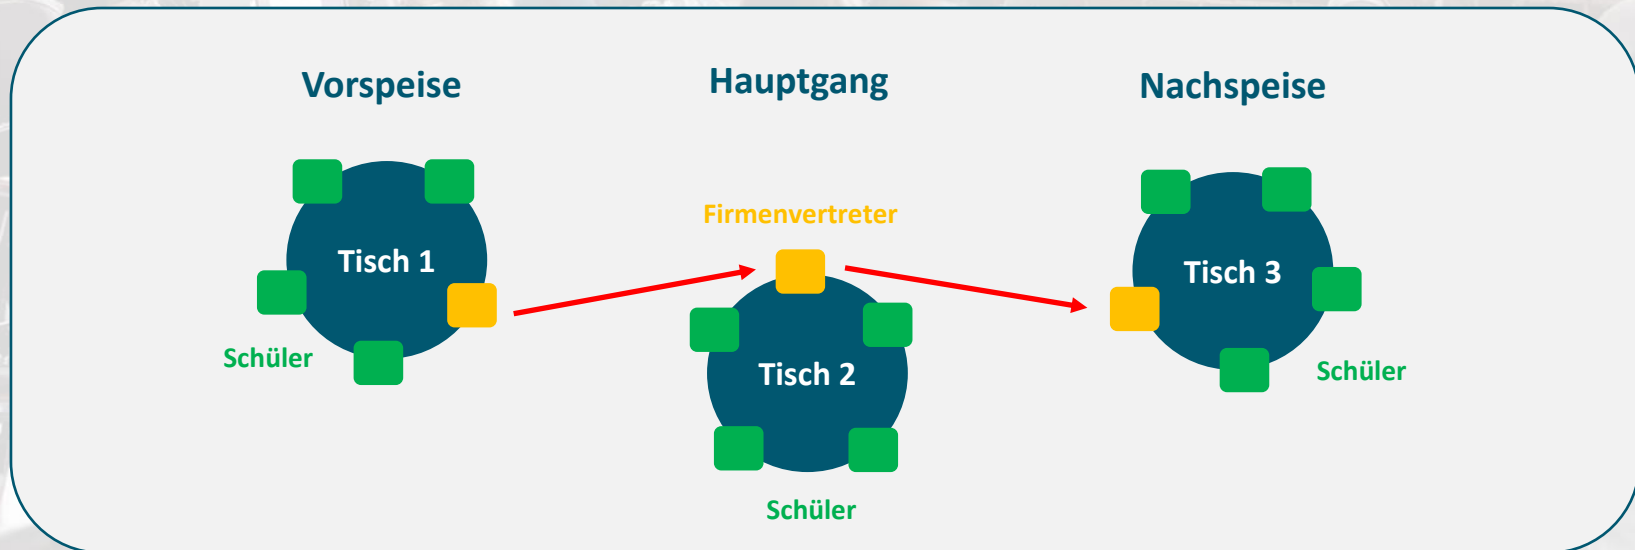 Vorspeise
Hauptgang
Nachspeise
Firmenvertreter
Tisch 1
Tisch 3
Schüler
Tisch 2
Schüler
Schüler